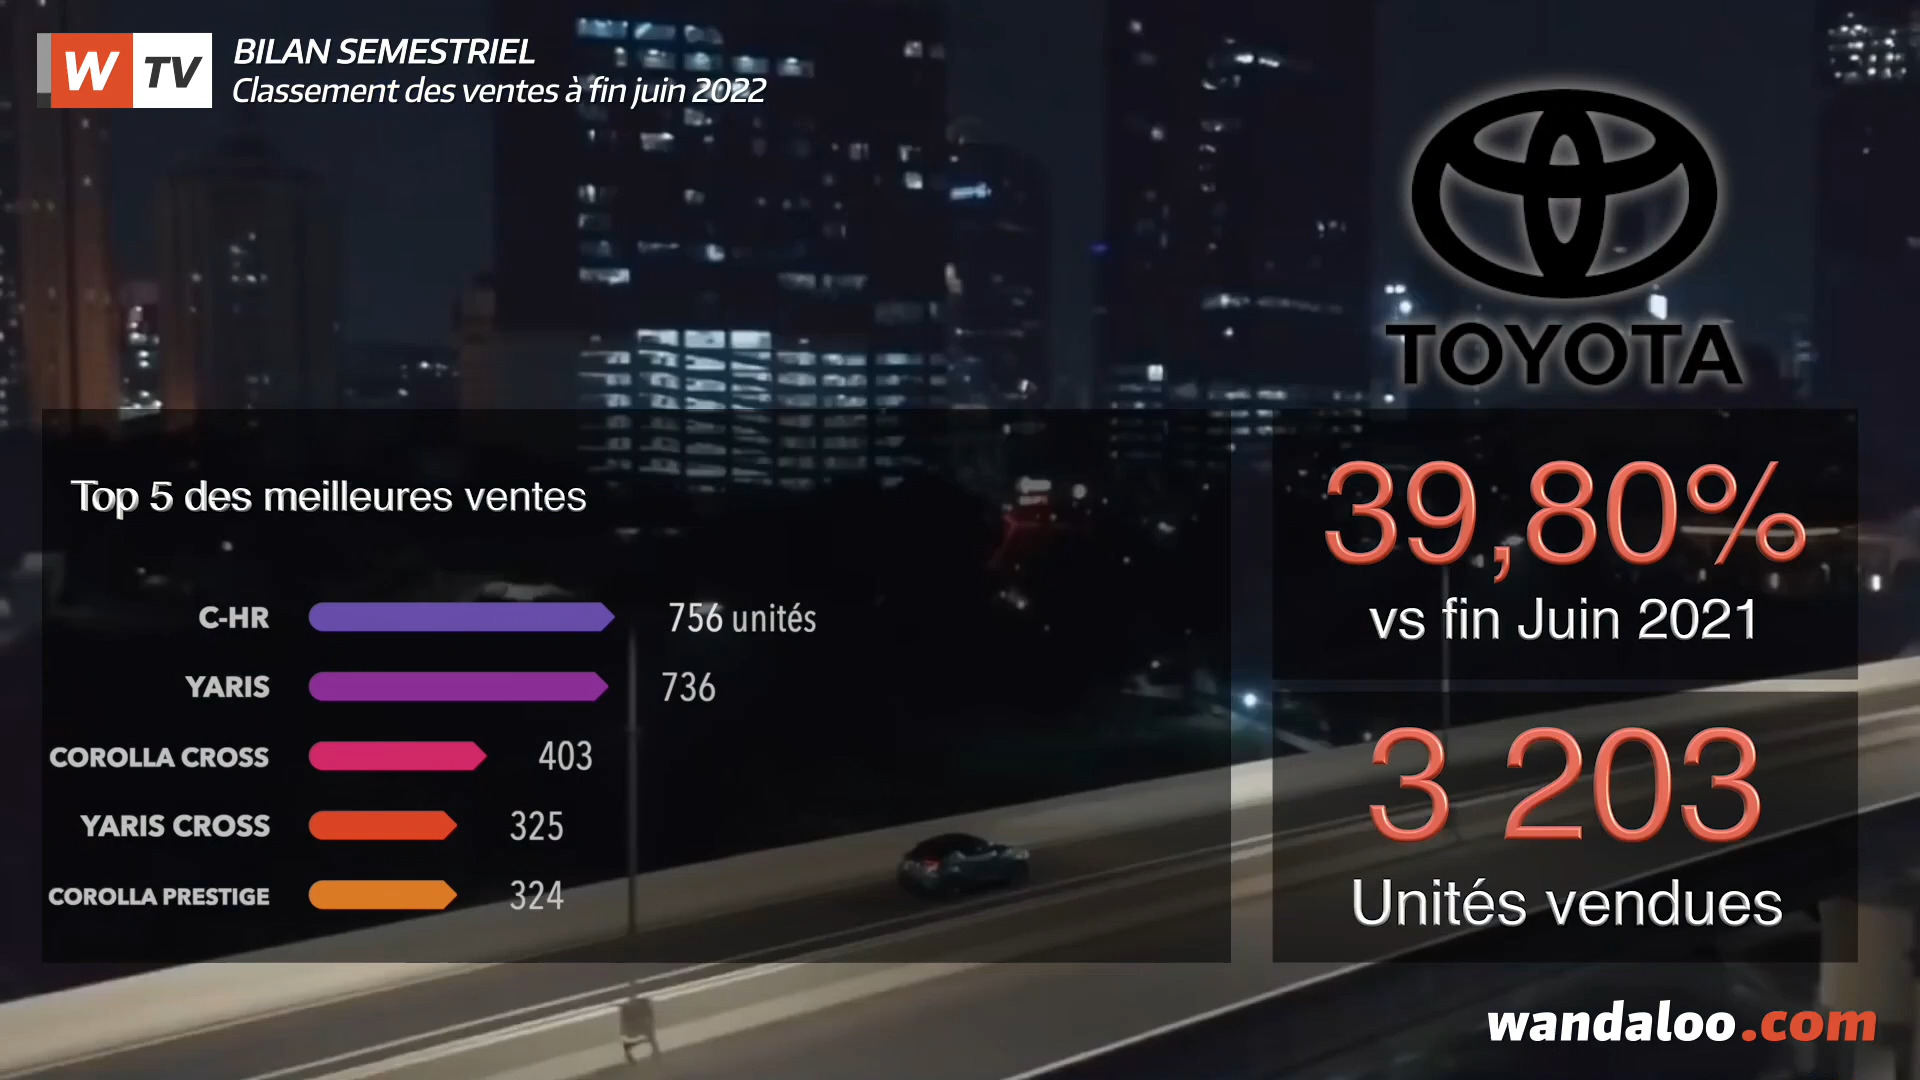 W TV
BILAN SEMESTRIEL
Classement des ventes à fin juin 2022
TOYOTA
Top 5 des meilleures ventes
C-HR 756 unités
YARIS 736
COROLLA CROSS 403
YARIS CROSS 325
COROLLA PRESTIGE 324
39,80%
vs fin Juin 2021
3 203
Unités vendues
wandaloo.com